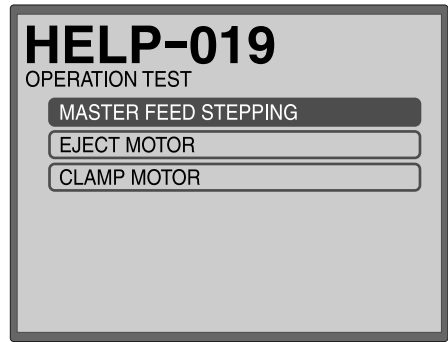 HELP-019
OPERATION TEST
MASTER FEED STEPPING
EJECT MOTOR
CLAMP MOTOR